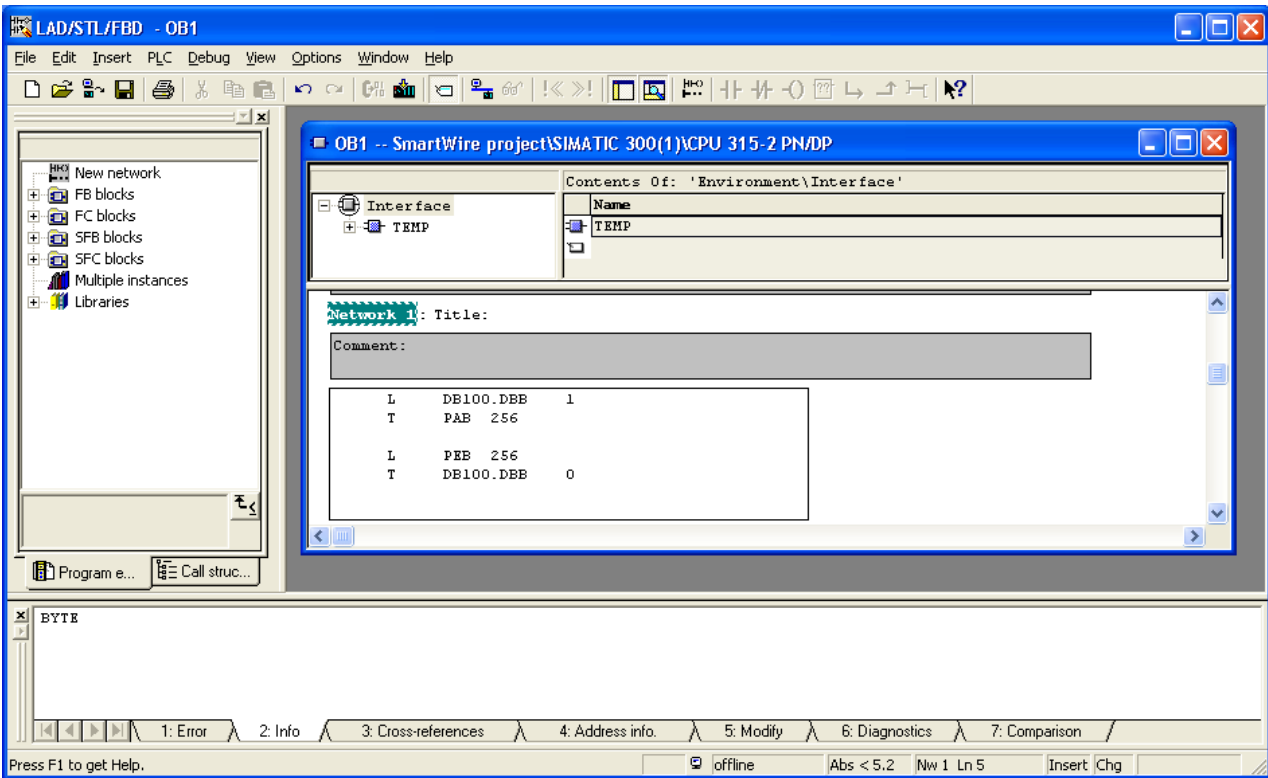 LAD/STL/FBD - OB1
File Edit Insert PLC Debug View Options Window Help
New network
FB blocks
FC blocks
SFB blocks
SFC blocks
Multiple instances
Libraries
Program e... Call struc...
OB1 -- SmartWire project\SIMATIC 300(1)\CPU 315-2 PN/DP
Contents Of: 'Environment\Interface'
Interface
TEMP
Name
TEMP
Network 1: Title:
Comment:
L DB100.DBB 1
T PAB 256
L PEB 256
T DB100.DBB 0
BYTE
1: Error 2: Info 3: Cross-references 4: Address info. 5: Modify 6: Diagnostics 7: Comparison
Press F1 to get Help. offline Abs < 5.2 Nw 1 Ln 5 Insert Chg